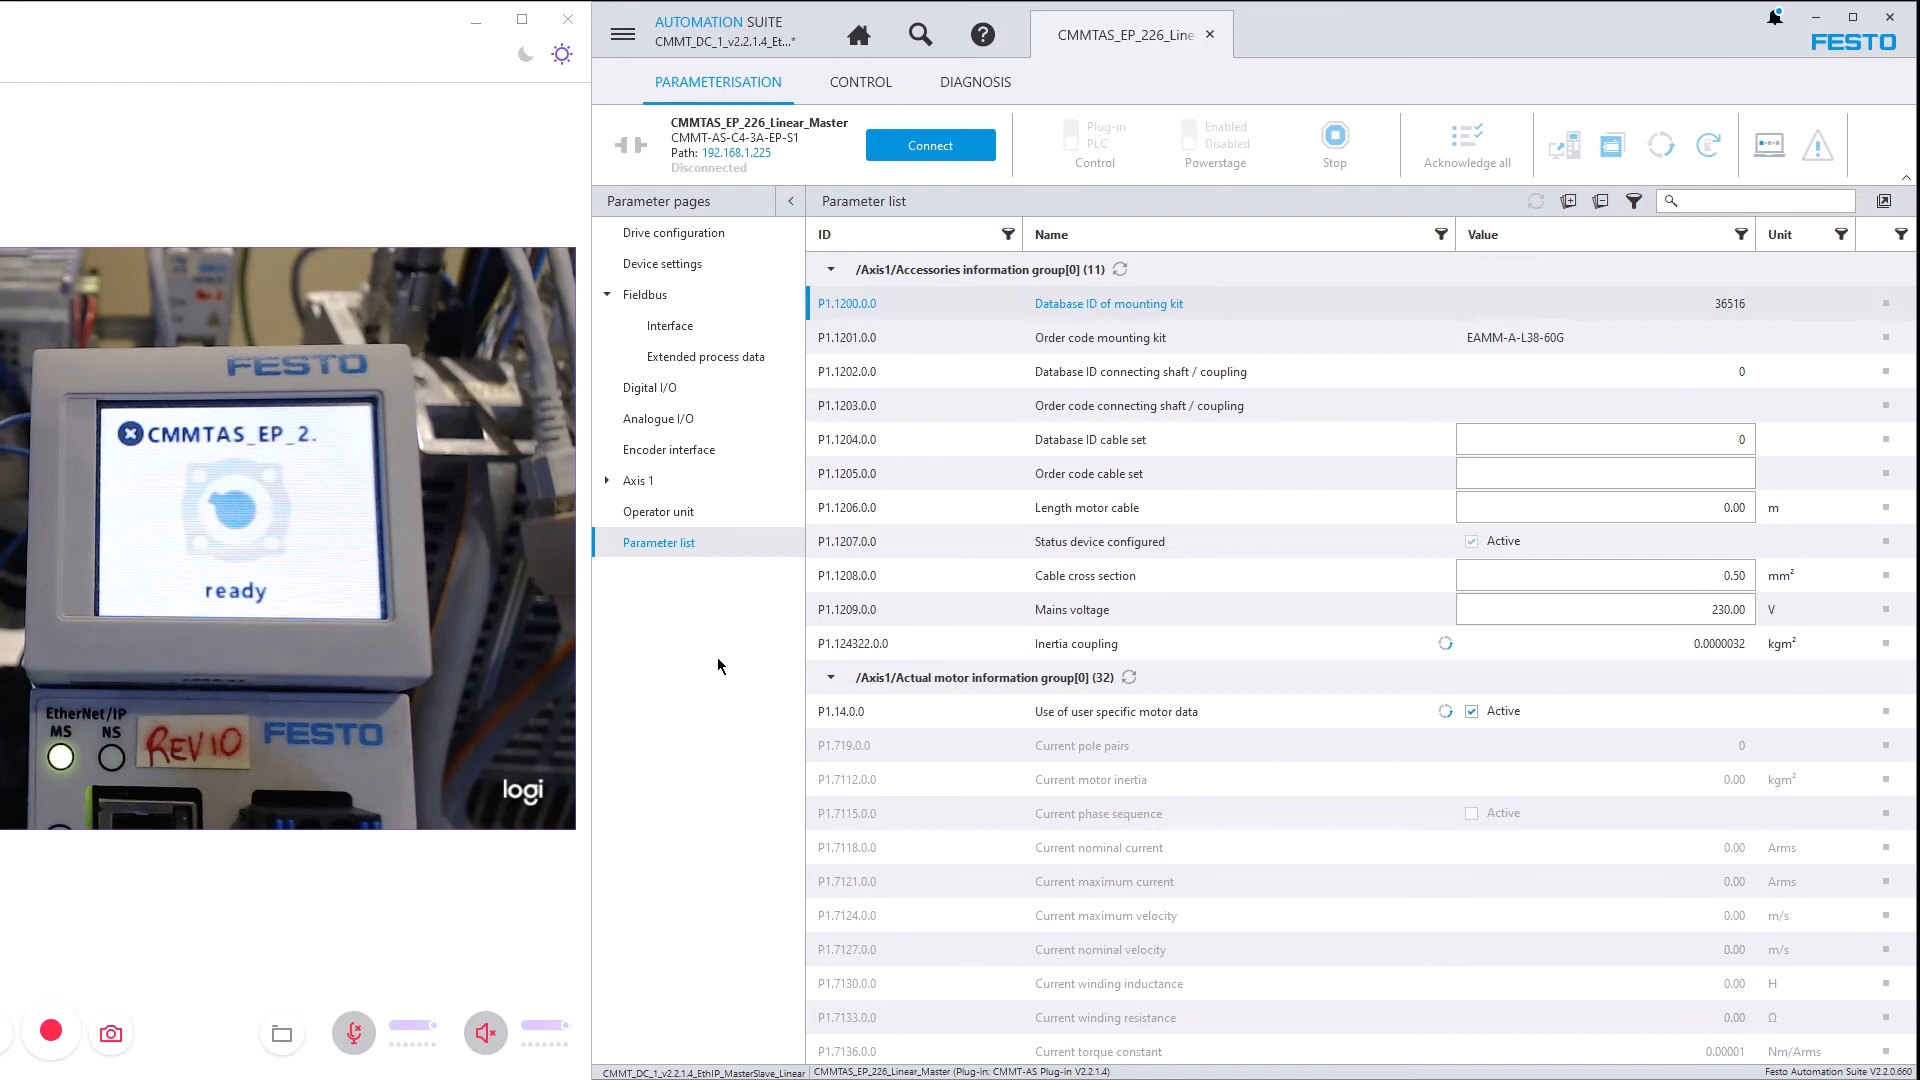 AUTOMATION SUITE
CMMT_DC_1_v2.2.1.4_Et...*
CMMTAS_EP_226_Line
FESTO
PARAMETERISATION
CONTROL
DIAGNOSIS
CMMTAS_EP_226_Linear_Master
CMMT-AS-C4-3A-EP-S1
Path: 192.168.1.225
Disconnected
Connect
Plug-in
PLC
Control
Enabled
Disabled
Powerstage
Stop
Acknowledge all
Parameter pages
Drive configuration
Device settings
Fieldbus
Interface
Extended process data
Digital I/O
Analogue I/O
Encoder interface
Axis 1
Operator unit
Parameter list
Parameter list
ID Name Value Unit
/Axis1/Accessories information group[0] (11)
P1.1200.0.0 Database ID of mounting kit 36516
P1.1201.0.0 Order code mounting kit EAMM-A-L38-60G
P1.1202.0.0 Database ID connecting shaft / coupling 0
P1.1203.0.0 Order code connecting shaft / coupling
P1.1204.0.0 Database ID cable set 0
P1.1205.0.0 Order code cable set
P1.1206.0.0 Length motor cable 0.00 m
P1.1207.0.0 Status device configured Active
P1.1208.0.0 Cable cross section 0.50 mm²
P1.1209.0.0 Mains voltage 230.00 V
P1.124322.0.0 Inertia coupling 0.0000032 kgm²
/Axis1/Actual motor information group[0] (32)
P1.14.0.0 Use of user specific motor data Active
P1.719.0.0 Current pole pairs 0
P1.7112.0.0 Current motor inertia 0.00 kgm²
P1.7115.0.0 Current phase sequence Active
P1.7118.0.0 Current nominal current 0.00 Arms
P1.7121.0.0 Current maximum current 0.00 Arms
P1.7124.0.0 Current maximum velocity 0.00 m/s
P1.7127.0.0 Current nominal velocity 0.00 m/s
P1.7130.0.0 Current winding inductance 0.00 H
P1.7133.0.0 Current winding resistance 0.00 Ω
P1.7136.0.0 Current torque constant 0.00001 Nm/Arms
CMMT_DC_1_v2.2.1.4_EthIP_MasterSlave_Linear
CMMTAS_EP_226_Linear_Master (Plug-in: CMMT-AS Plug-in V2.2.1.4)
Festo Automation Suite V2.2.0.660
FESTO
CMMTAS_EP_2.
ready
EtherNet/IP
MS NS
REV10
FESTO
logi